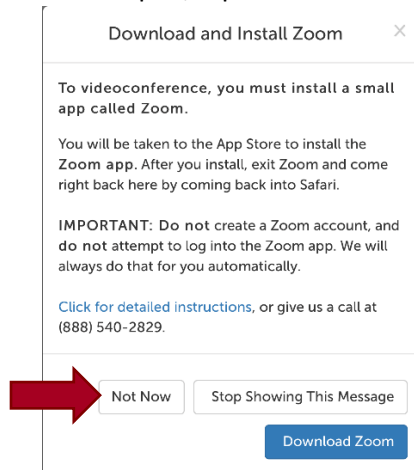 Download and Install Zoom ×
To videoconference, you must install a small
app called Zoom.
You will be taken to the App Store to install the
Zoom app. After you install, exit Zoom and come
right back here by coming back into Safari.
IMPORTANT: Do not create a Zoom account, and
do not attempt to log into the Zoom app. We will
always do that for you automatically.
Click for detailed instructions, or give us a call at
(888) 540-2829.
Not Now
Stop Showing This Message
Download Zoom